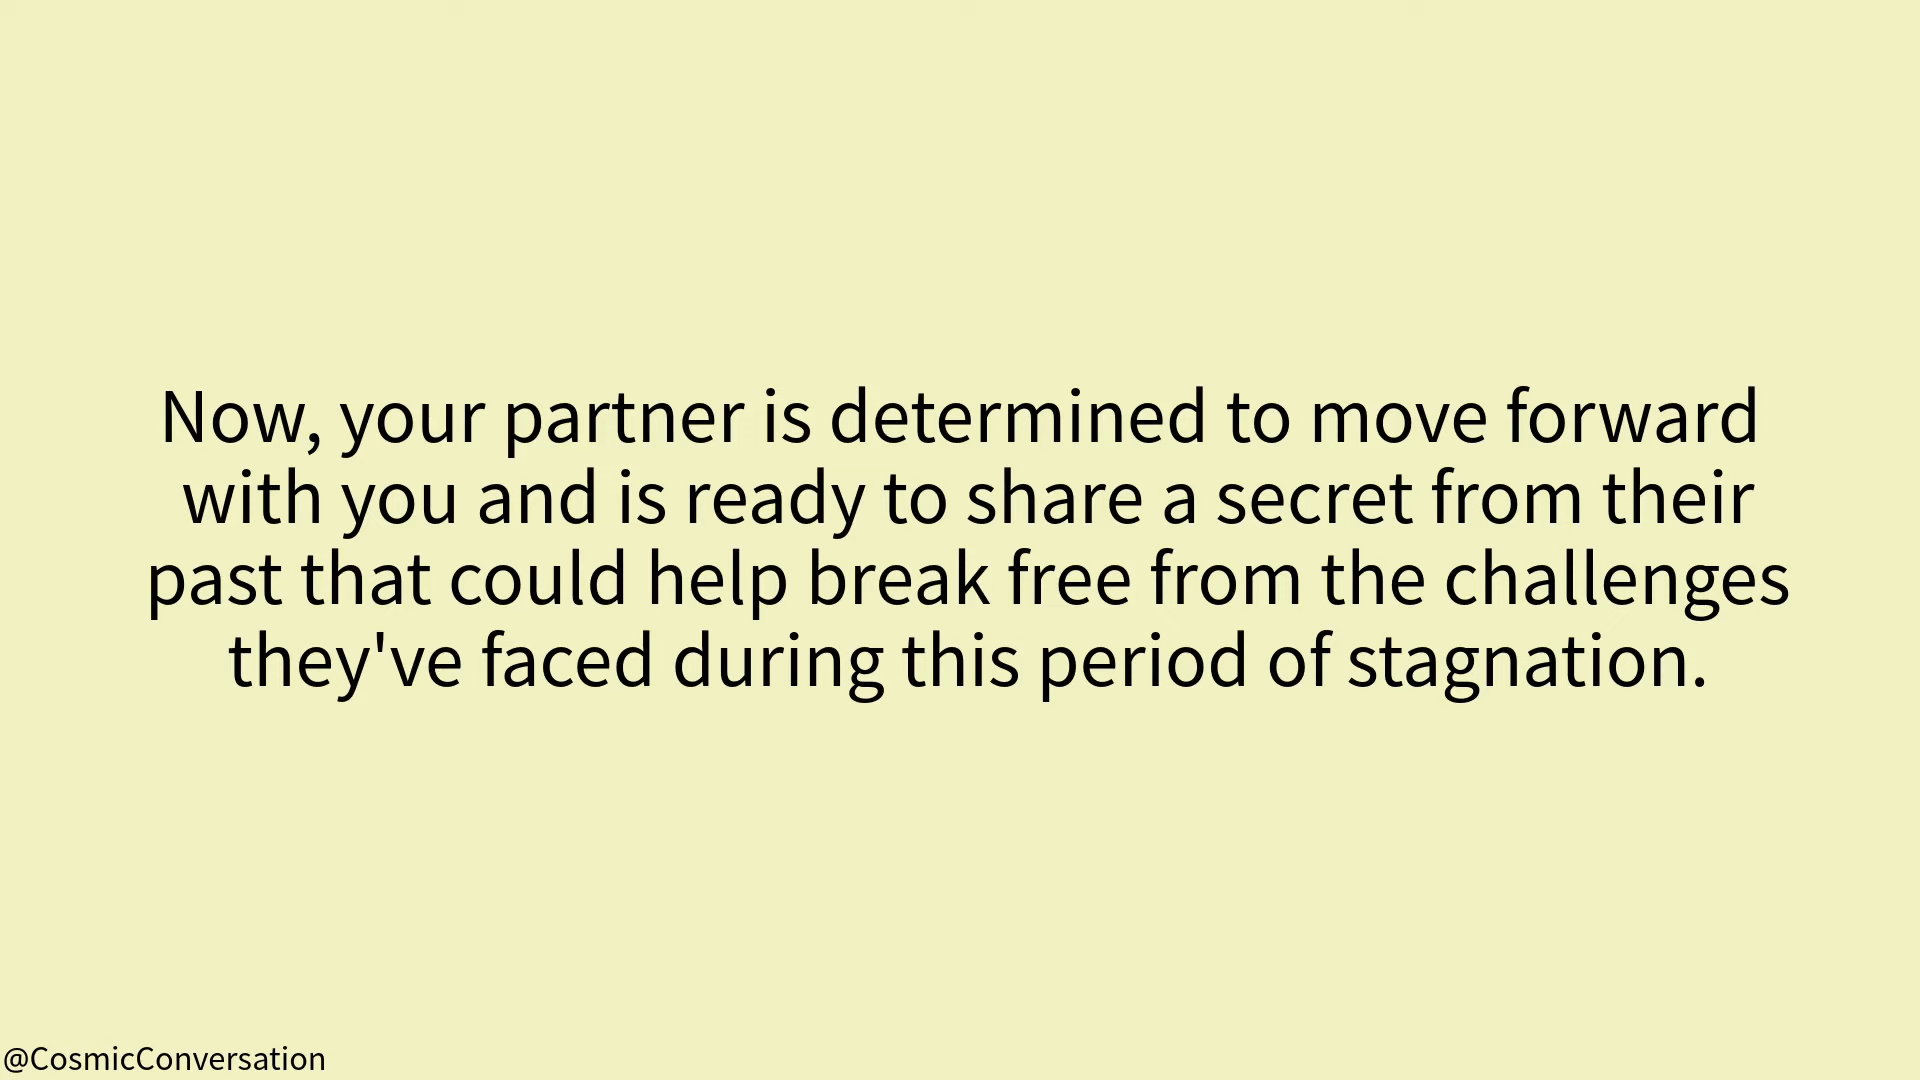 Now, your partner is determined to move forward
with you and is ready to share a secret from their
past that could help break free from the challenges
they've faced during this period of stagnation.
@CosmicConversation